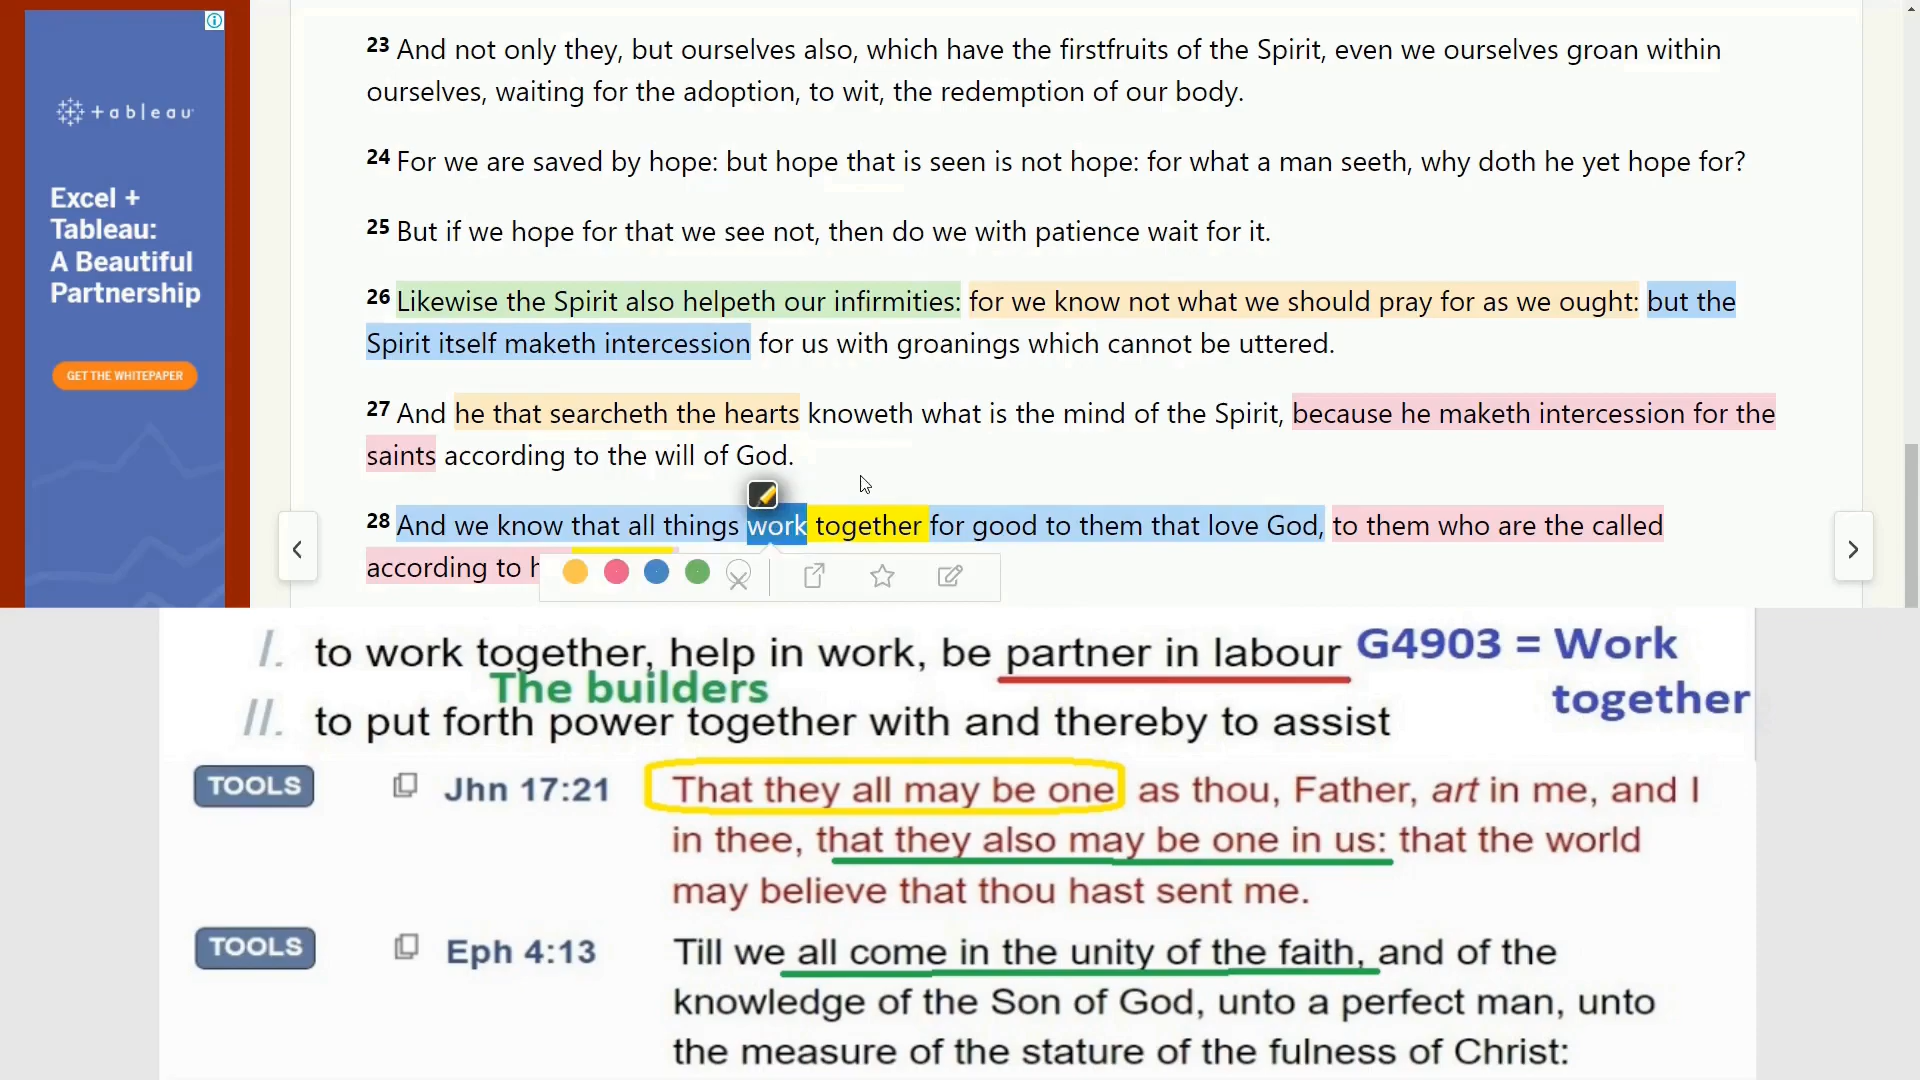 +ableau
Excel +
Tableau:
A Beautiful
Partnership
GET THE WHITEPAPER
23 And not only they, but ourselves also, which have the firstfruits of the Spirit, even we ourselves groan within
ourselves, waiting for the adoption, to wit, the redemption of our body.
24 For we are saved by hope: but hope that is seen is not hope: for what a man seeth, why doth he yet hope for?
25 But if we hope for that we see not, then do we with patience wait for it.
26 Likewise the Spirit also helpeth our infirmities: for we know not what we should pray for as we ought: but the
Spirit itself maketh intercession for us with groanings which cannot be uttered.
27 And he that searcheth the hearts knoweth what is the mind of the Spirit, because he maketh intercession for the
saints according to the will of God.
28 And we know that all things work together for good to them that love God, to them who are the called
according to h
I. to work together, help in work, be partner in labour
G4903 = Work
together
The builders
II. to put forth power together with and thereby to assist
TOOLS Jhn 17:21 That they all may be one as thou, Father, art in me, and I
in thee, that they also may be one in us: that the world
may believe that thou hast sent me.
TOOLS Eph 4:13 Till we all come in the unity of the faith, and of the
knowledge of the Son of God, unto a perfect man, unto
the measure of the stature of the fulness of Christ: